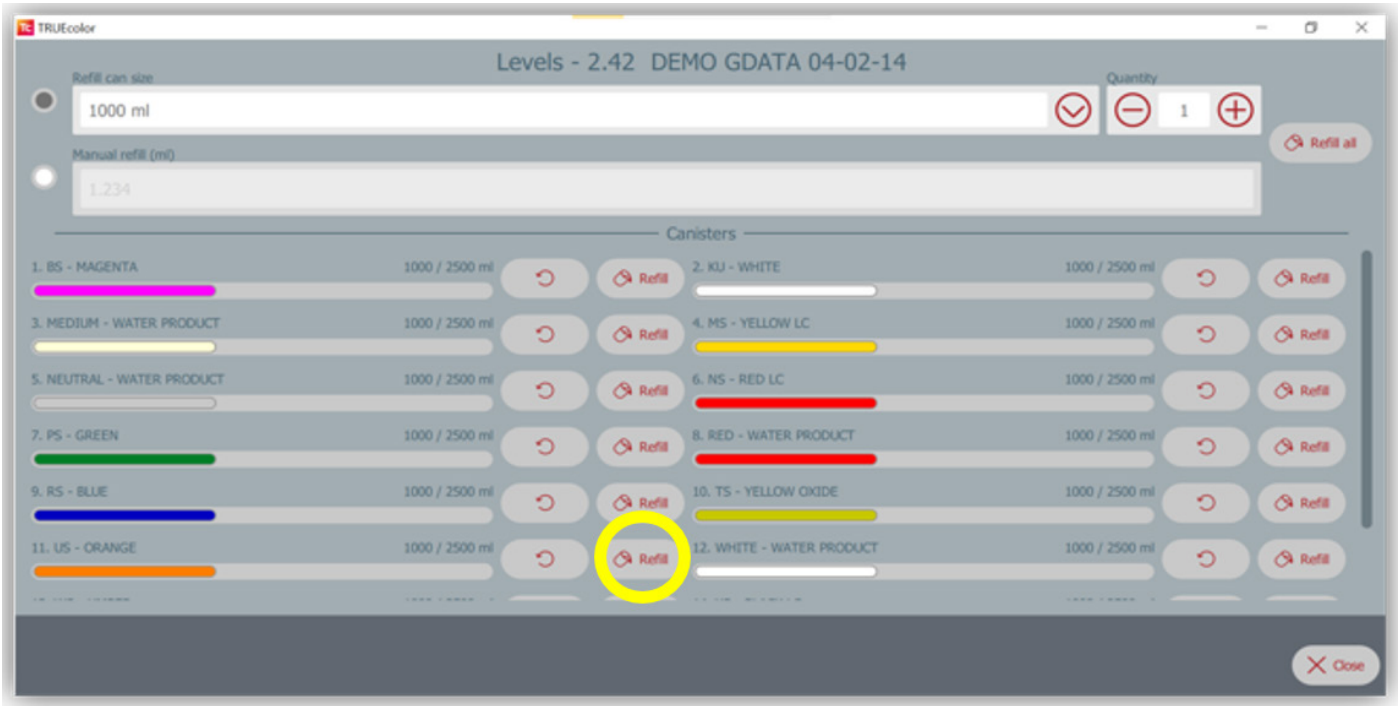 Tc TRUEcolor
Levels - 2.42 DEMO GDATA 04-02-14
Refill can size
Quantity
1000 ml
1
Refill all
Manual refill (ml)
1.234
Canisters
1. BS - MAGENTA 1000 / 2500 ml Refill 2. KU - WHITE 1000 / 2500 ml Refill
3. MEDIUM - WATER PRODUCT 1000 / 2500 ml Refill 4. MS - YELLOW LC 1000 / 2500 ml Refill
5. NEUTRAL - WATER PRODUCT 1000 / 2500 ml Refill 6. NS - RED LC 1000 / 2500 ml Refill
7. PS - GREEN 1000 / 2500 ml Refill 8. RED - WATER PRODUCT 1000 / 2500 ml Refill
9. RS - BLUE 1000 / 2500 ml Refill 10. TS - YELLOW OXIDE 1000 / 2500 ml Refill
11. US - ORANGE 1000 / 2500 ml Refill 12. WHITE - WATER PRODUCT 1000 / 2500 ml Refill
Close